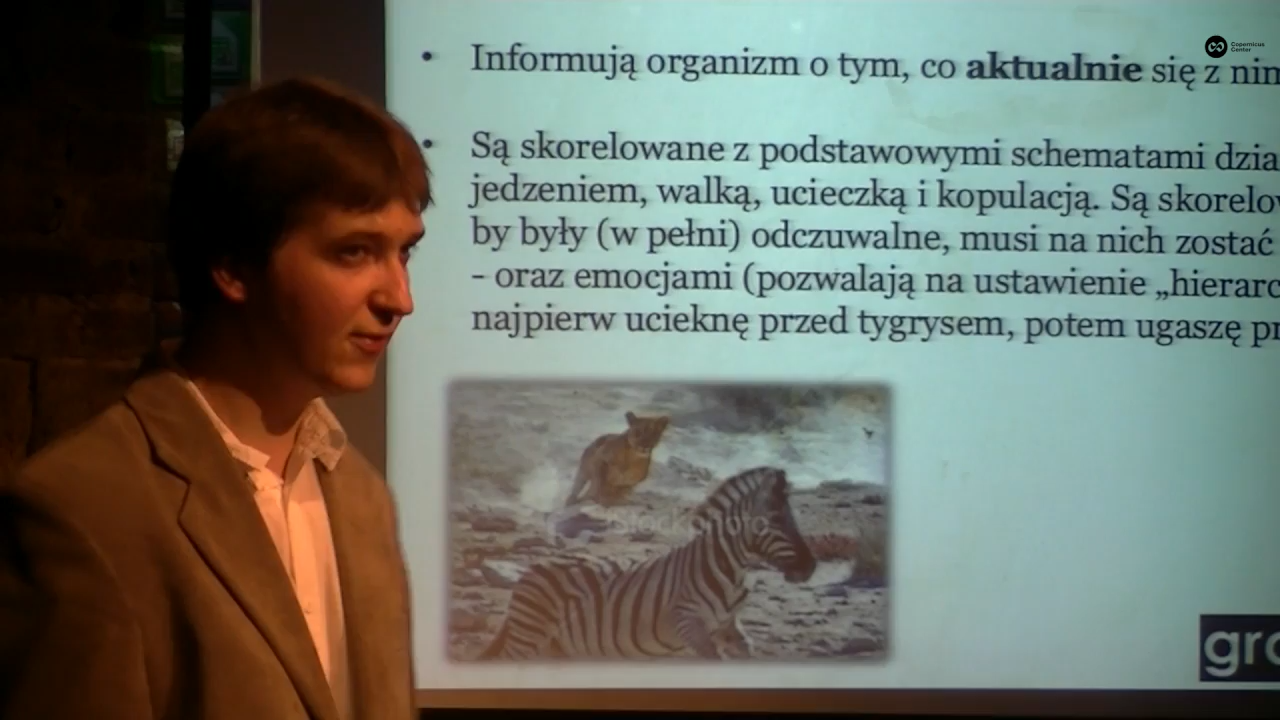 Copernicus
Center
• Informują organizm o tym, co aktualnie się z nim
• Są skorelowane z podstawowymi schematami dzia
jedzeniem, walką, ucieczką i kopulacją. Są skorelow
by były (w pełni) odczuwalne, musi na nich zostać
- oraz emocjami (pozwalają na ustawienie „hierarc
najpierw ucieknę przed tygrysem, potem ugaszę pr
iStockphoto
gro